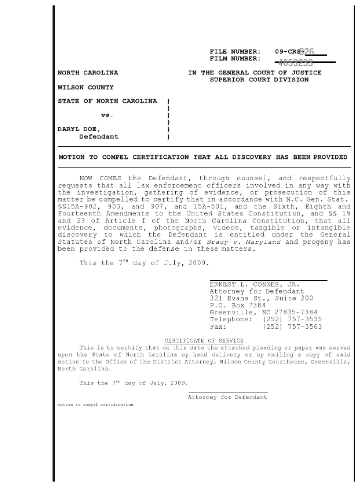 FILE NUMBER: 09-CRS
FILM NUMBER:
NORTH CAROLINA IN THE GENERAL COURT OF JUSTICE
SUPERIOR COURT DIVISION
WILSON COUNTY
STATE OF NORTH CAROLINA )
)
vs. )
)
DARYL DOE, )
Defendant )
MOTION TO COMPEL CERTIFICATION THAT ALL DISCOVERY HAS BEEN PROVIDED
NOW COMES the Defendant, through counsel, and respectfully
requests that all law enforcement officers involved in any way with
the investigation, gathering of evidence, or prosecution of this
matter be compelled to certify that in accordance with N.C. Gen. Stat.
§§15A-902, 903, and 907, and 15A-501, and the Sixth, Eighth and
Fourteenth Amendments to the United States Constitution, and §§ 19
and 23 of Article I of the North Carolina Constitution, that all
evidence, documents, photographs, videos, tangible or intangible
discovery to which the Defendant is entitled under the General
Statutes of North Carolina and/or Brady v. Maryland and progeny has
been provided to the defense in these matters.
This the 7th day of July, 2009.
ERNEST L. CONNER, JR.
Attorney for Defendant
321 Evans St., Suite 200
P.O. Box 7384
Greenville, NC 27835-7384
Telephone: (252) 757-3535
Fax: (252) 757-3563
CERTIFICATE OF SERVICE
This is to certify that on this date the attached pleading or paper was served
upon the State of North Carolina by hand delivery or by mailing a copy of said
motion to the Office of the District Attorney, Wilson County Courthouse, Greenville,
North Carolina.
This the 7th day of July, 2009.
Attorney for Defendant
Motion to Compel Certification